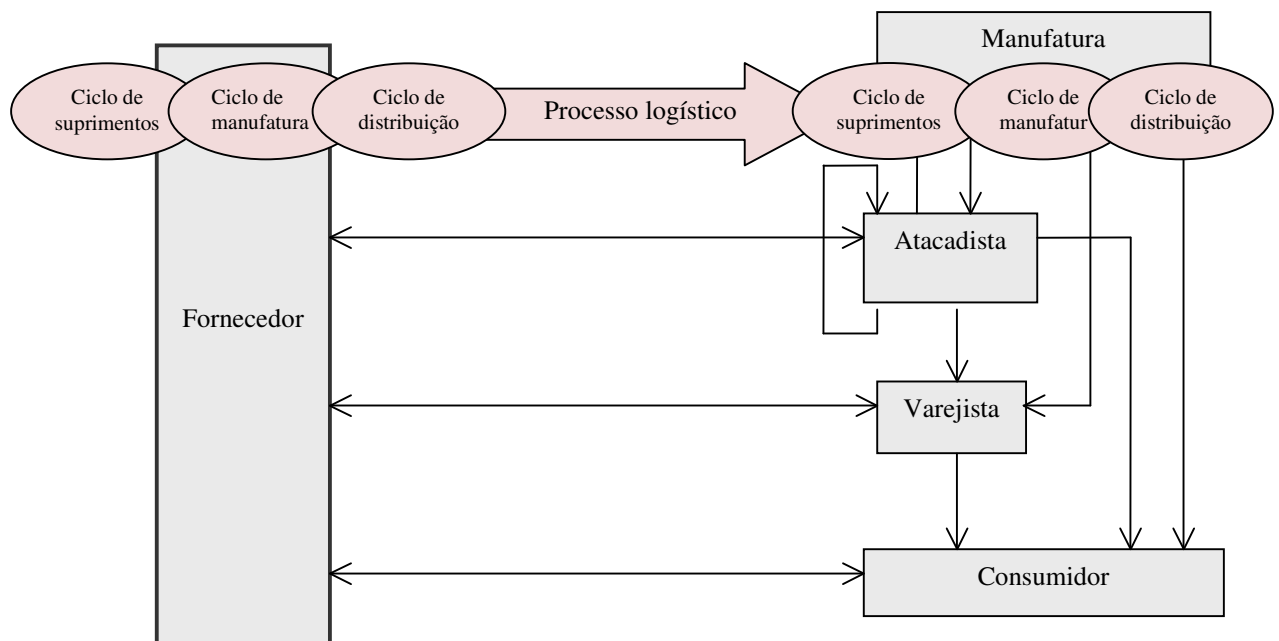 Manufatura
Ciclo de
suprimentos
Ciclo de
manufatura
Ciclo de
distribuição
Processo logístico
Ciclo de
suprimentos
Ciclo de
manufatur
Ciclo de
distribuição
Atacadista
Fornecedor
Varejista
Consumidor